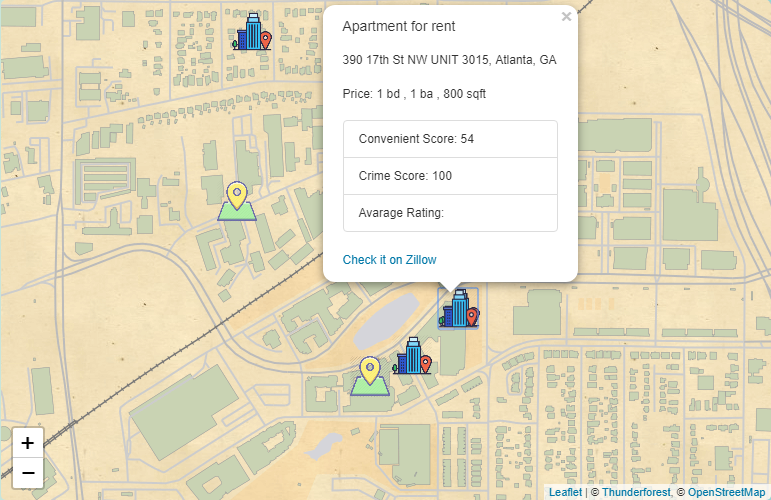 ×
Apartment for rent
390 17th St NW UNIT 3015, Atlanta, GA
Price: 1 bd , 1 ba , 800 sqft
Convenient Score: 54
Crime Score: 100
Avarage Rating:
Check it on Zillow
+
−
Leaflet | © Thunderforest, © OpenStreetMap